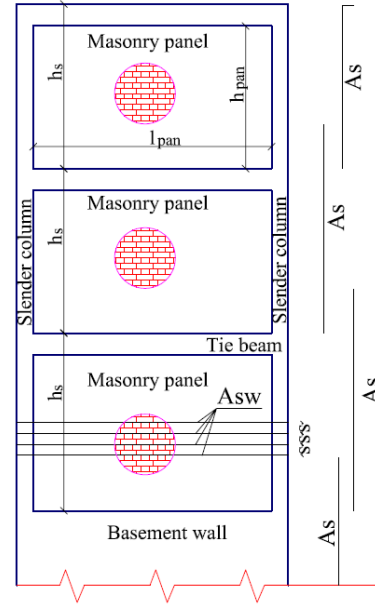 Masonry panel
hs
hpan
lpan
As
Masonry panel
hs
As
Slender column
Slender column
Tie beam
Masonry panel
hs
Asw
As
sss
Basement wall
As